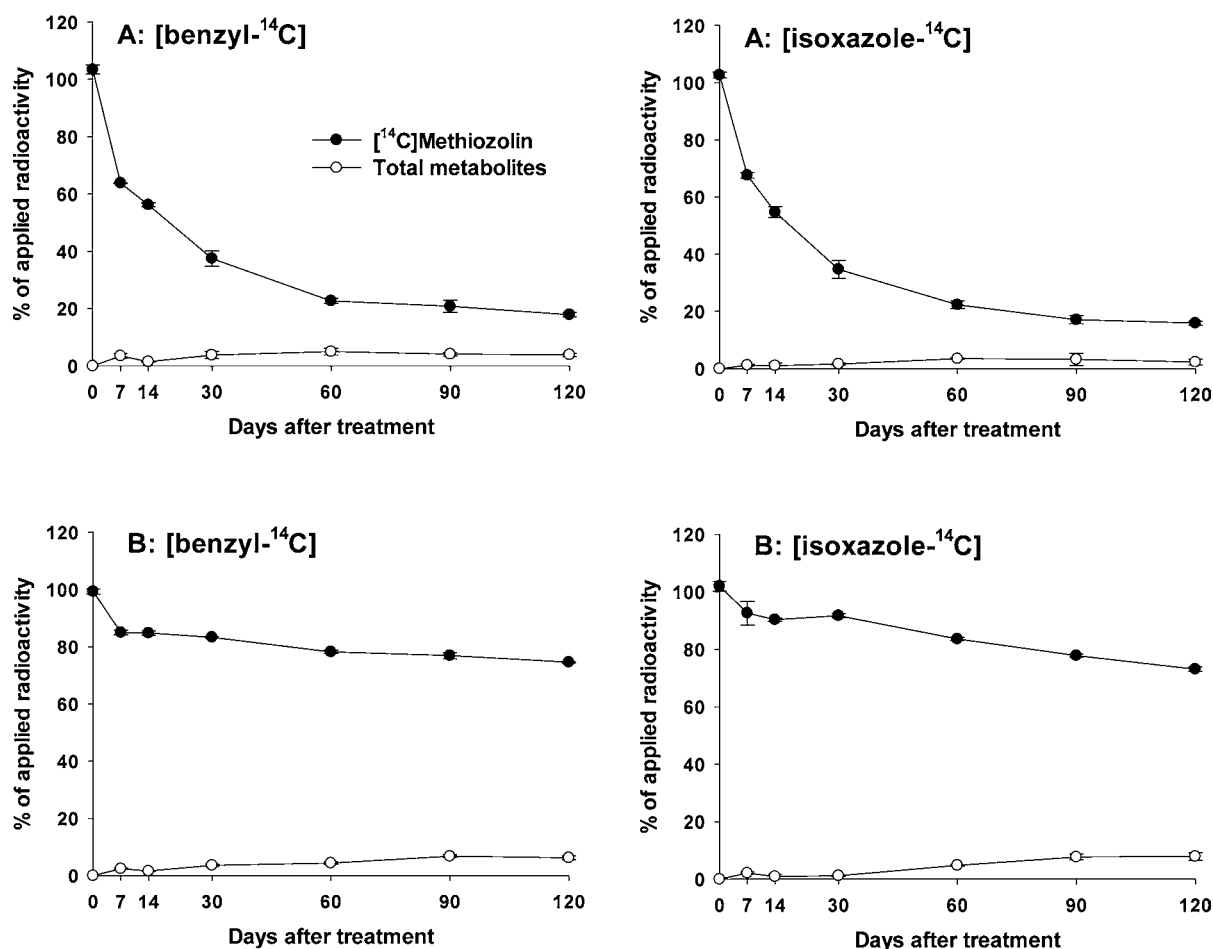 A: [benzyl-¹⁴C]
120
100
80
60
40
20
0
% of applied radioactivity
[¹⁴C]Methiozolin
Total metabolites
0 7 14 30 60 90 120
Days after treatment
A: [isoxazole-¹⁴C]
120
100
80
60
40
20
0
% of applied radioactivity
0 7 14 30 60 90 120
Days after treatment
B: [benzyl-¹⁴C]
120
100
80
60
40
20
0
% of applied radioactivity
0 7 14 30 60 90 120
Days after treatment
B: [isoxazole-¹⁴C]
120
100
80
60
40
20
0
% of applied radioactivity
0 7 14 30 60 90 120
Days after treatment